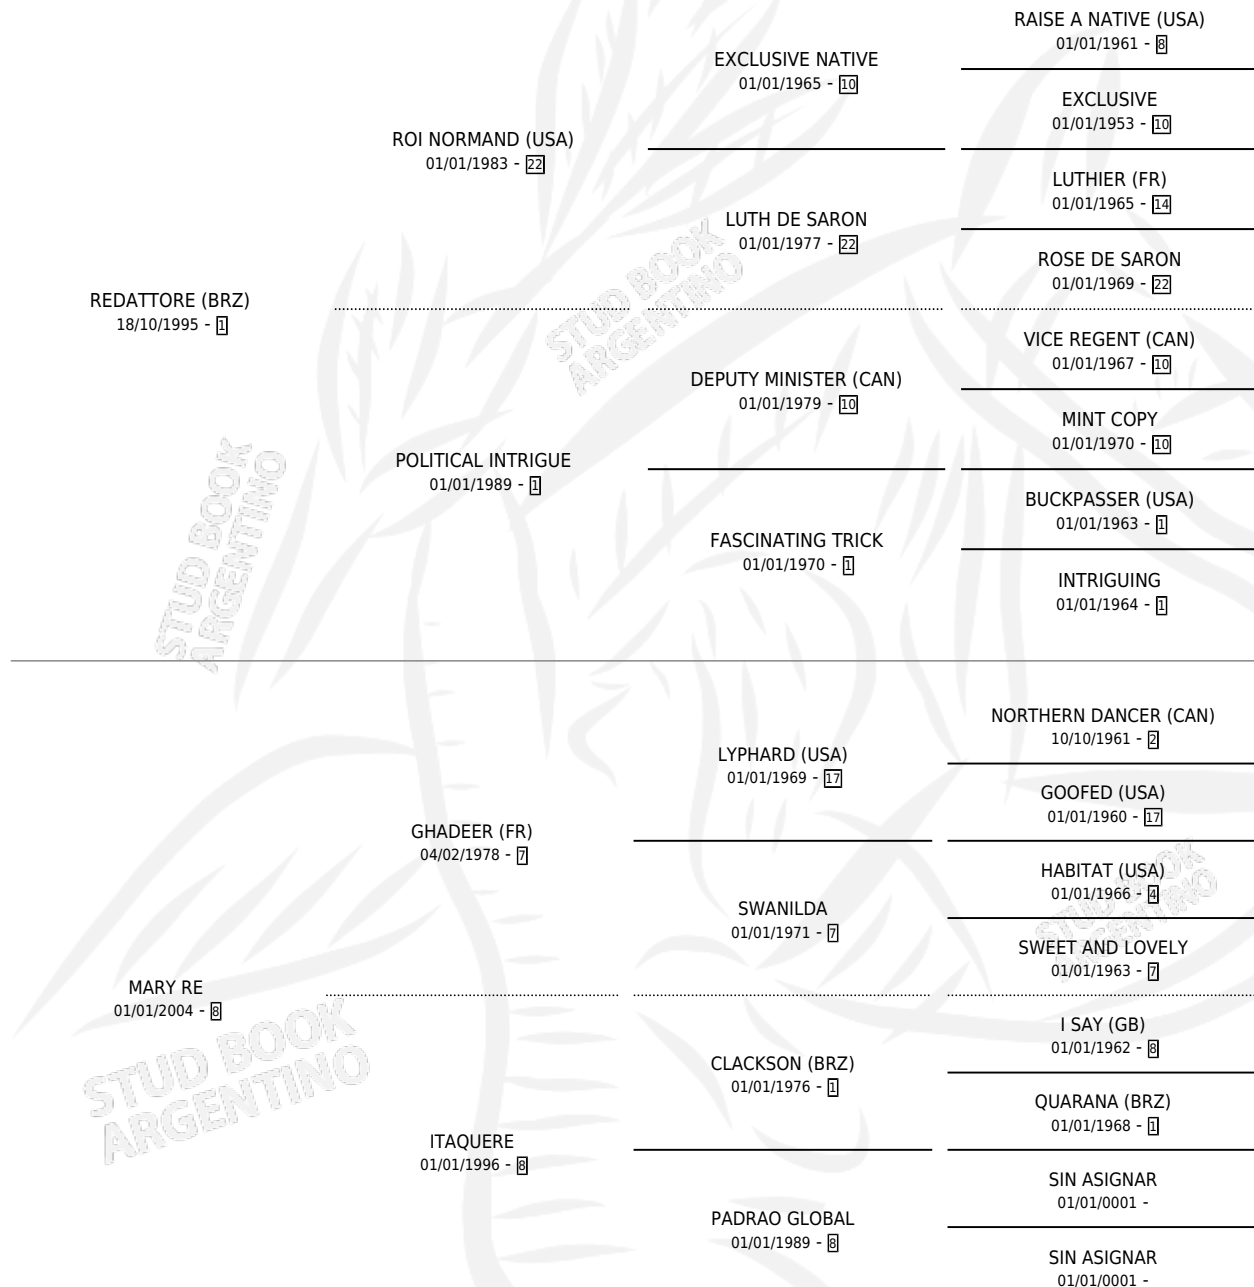 RAISE A NATIVE (USA)
01/01/1961 - 8
EXCLUSIVE NATIVE
01/01/1965 - 10
EXCLUSIVE
01/01/1953 - 10
ROI NORMAND (USA)
01/01/1983 - 22
LUTHIER (FR)
01/01/1965 - 14
LUTH DE SARON
01/01/1977 - 22
ROSE DE SARON
01/01/1969 - 22
REDATTORE (BRZ)
18/10/1995 - 1
VICE REGENT (CAN)
01/01/1967 - 10
DEPUTY MINISTER (CAN)
01/01/1979 - 10
MINT COPY
01/01/1970 - 10
POLITICAL INTRIGUE
01/01/1989 - 1
BUCKPASSER (USA)
01/01/1963 - 1
FASCINATING TRICK
01/01/1970 - 1
INTRIGUING
01/01/1964 - 1
NORTHERN DANCER (CAN)
10/10/1961 - 2
LYPHARD (USA)
01/01/1969 - 17
GOOFED (USA)
01/01/1960 - 17
GHADEER (FR)
04/02/1978 - 7
HABITAT (USA)
01/01/1966 - 4
SWANILDA
01/01/1971 - 7
SWEET AND LOVELY
01/01/1963 - 7
MARY RE
01/01/2004 - 8
I SAY (GB)
01/01/1962 - 8
CLACKSON (BRZ)
01/01/1976 - 1
QUARANA (BRZ)
01/01/1968 - 1
ITAQUERE
01/01/1996 - 8
SIN ASIGNAR
01/01/0001 -
PADRAO GLOBAL
01/01/1989 - 8
SIN ASIGNAR
01/01/0001 -
STUD BOOK
ARGENTINO
STUD BOOK
ARGENTINO
STUD BOOK
ARGENTINO
STUD BOOK
ARGENTINO